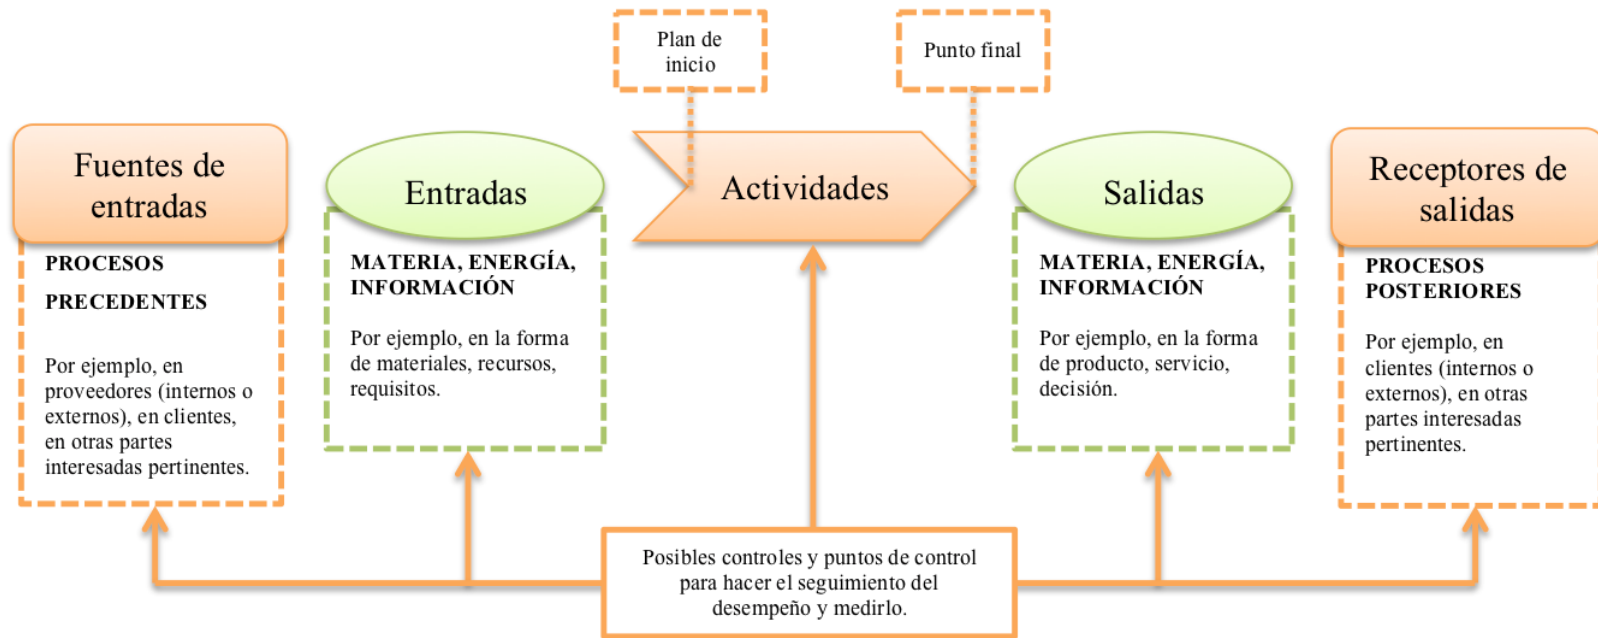 Plan de
inicio
Punto final
Fuentes de
entradas
PROCESOS
PRECEDENTES
Por ejemplo, en
proveedores (internos o
externos), en clientes,
en otras partes
interesadas pertinentes.
Entradas
MATERIA, ENERGÍA,
INFORMACIÓN
Por ejemplo, en la forma
de materiales, recursos,
requisitos.
Actividades
Salidas
MATERIA, ENERGÍA,
INFORMACIÓN
Por ejemplo, en la forma
de producto, servicio,
decisión.
Receptores de
salidas
PROCESOS
POSTERIORES
Por ejemplo, en
clientes (internos o
externos), en otras
partes interesadas
pertinentes.
Posibles controles y puntos de control
para hacer el seguimiento del
desempeño y medirlo.